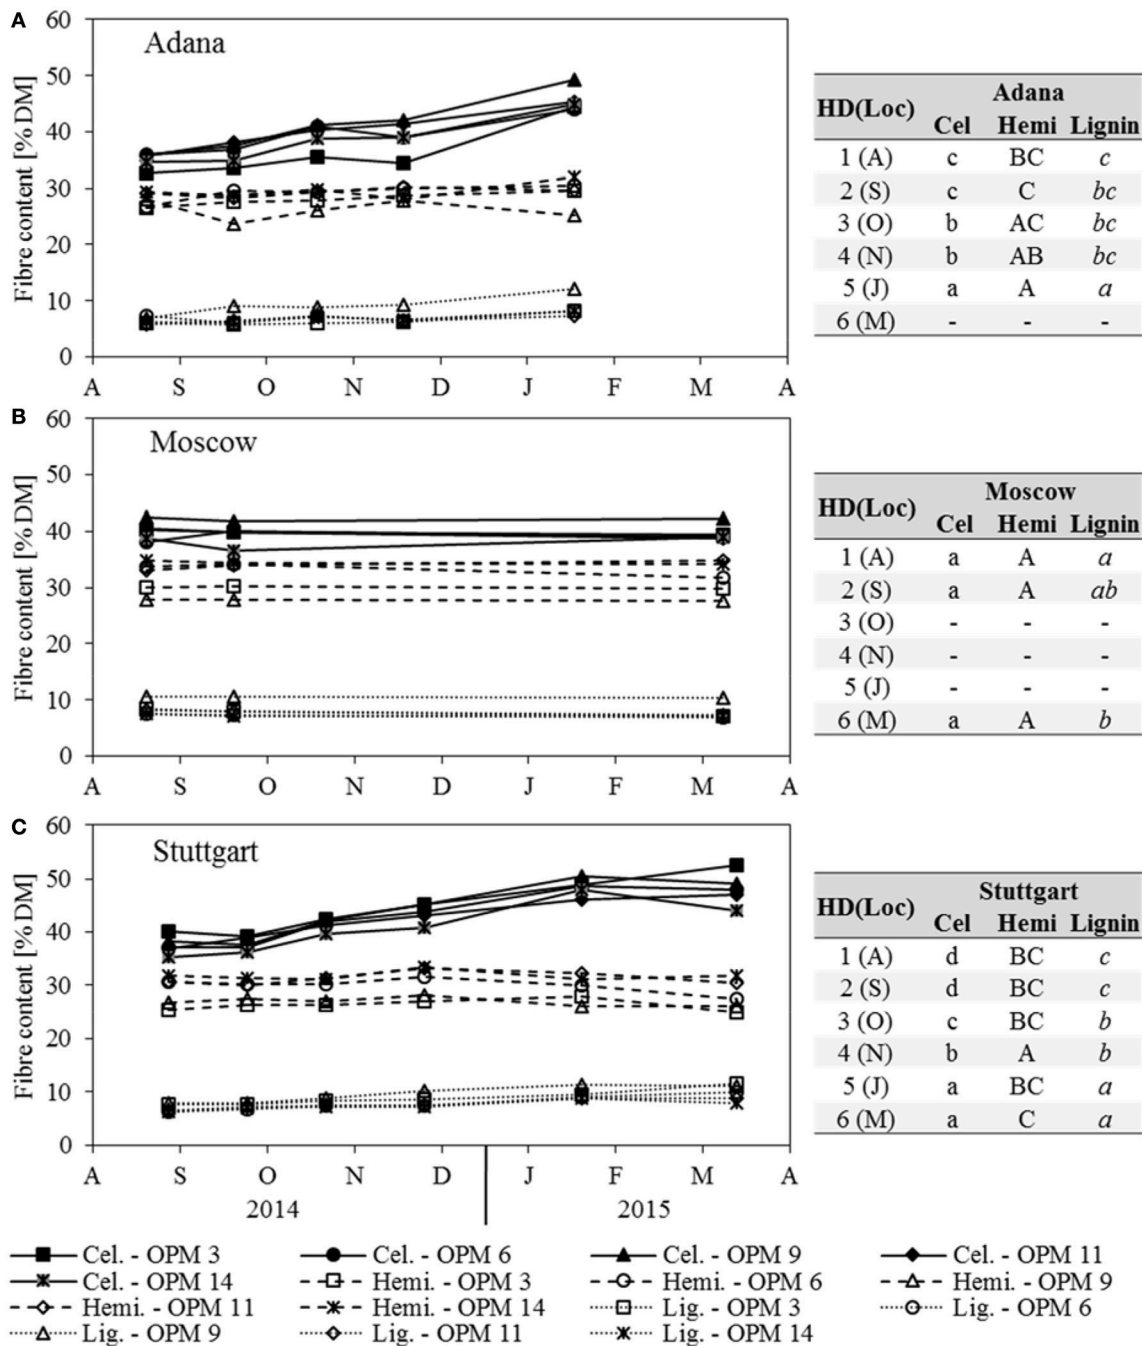 A
Adana
Fibre content [% DM]
60
50
40
30
20
10
0
A S O N D J F M A
HD(Loc) Adana
Cel Hemi Lignin
1 (A) c BC c
2 (S) c C bc
3 (O) b AC bc
4 (N) b AB bc
5 (J) a A a
6 (M) - - -
B
Moscow
Fibre content [% DM]
60
50
40
30
20
10
0
A S O N D J F M A
HD(Loc) Moscow
Cel Hemi Lignin
1 (A) a A a
2 (S) a A ab
3 (O) - - -
4 (N) - - -
5 (J) - - -
6 (M) a A b
C
Stuttgart
Fibre content [% DM]
60
50
40
30
20
10
0
A S O N D J F M A
2014 2015
HD(Loc) Stuttgart
Cel Hemi Lignin
1 (A) d BC c
2 (S) d BC c
3 (O) c BC b
4 (N) b A b
5 (J) a BC a
6 (M) a C a
Cel. - OPM 3 Cel. - OPM 6 Cel. - OPM 9 Cel. - OPM 11
Cel. - OPM 14 Hemi. - OPM 3 Hemi. - OPM 6 Hemi. - OPM 9
Hemi. - OPM 11 Hemi. - OPM 14 Lig. - OPM 3 Lig. - OPM 6
Lig. - OPM 9 Lig. - OPM 11 Lig. - OPM 14